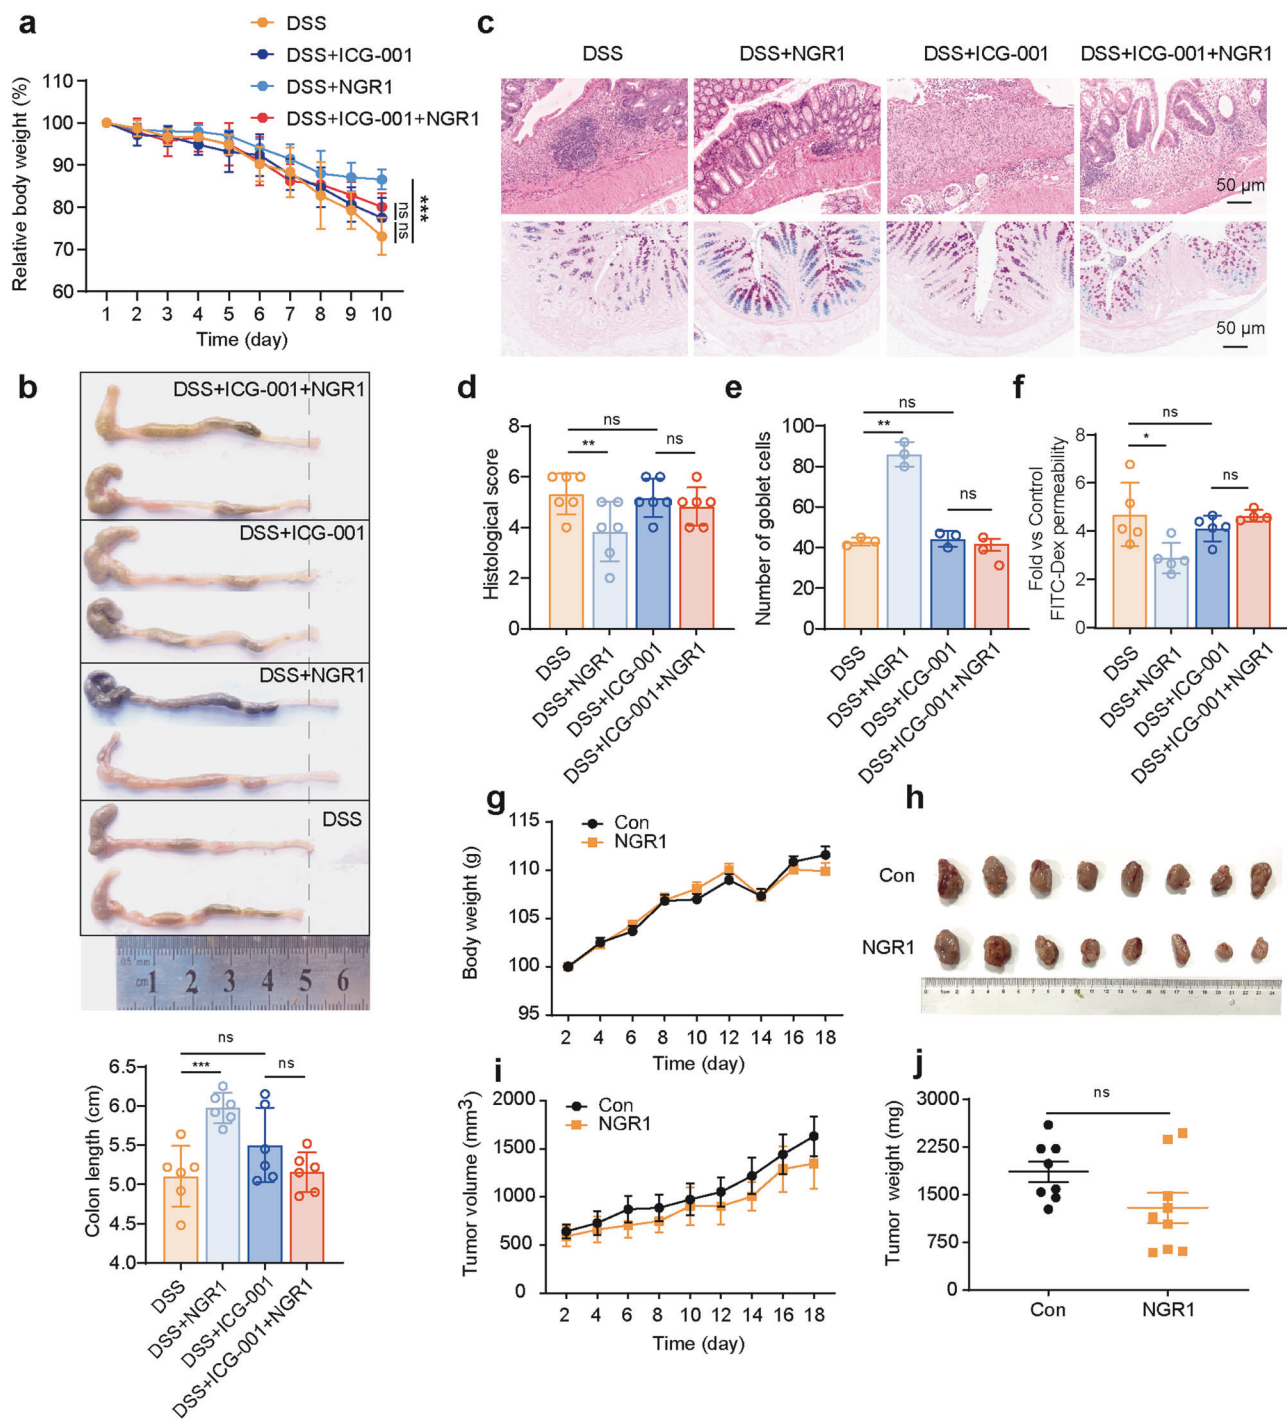 a
DSS
DSS+ICG-001
DSS+NGR1
DSS+ICG-001+NGR1
Relative body weight (%)
110
100
90
80
70
60
ns
ns
***
1 2 3 4 5 6 7 8 9 10
Time (day)
c
DSS DSS+NGR1 DSS+ICG-001 DSS+ICG-001+NGR1
50 µm
50 µm
b
DSS+ICG-001+NGR1
DSS+ICG-001
DSS+NGR1
DSS
0.5 mm
cm 1 2 3 4 5 6
Colon length (cm)
6.5
6.0
5.5
5.0
4.5
4.0
ns
***
ns
DSS
DSS+NGR1
DSS+ICG-001
DSS+ICG-001+NGR1
d
Histological score
8
6
4
2
0
ns
**
ns
DSS
DSS+NGR1
DSS+ICG-001
DSS+ICG-001+NGR1
e
Number of goblet cells
100
80
60
40
20
0
ns
**
ns
DSS
DSS+NGR1
DSS+ICG-001
DSS+ICG-001+NGR1
f
Fold vs Control
FITC-Dex permeability
8
6
4
2
0
ns
*
ns
DSS
DSS+NGR1
DSS+ICG-001
DSS+ICG-001+NGR1
g
Con
NGR1
Body weight (g)
115
110
105
100
95
2 4 6 8 10 12 14 16 18
Time (day)
h
Con
NGR1
i
Con
NGR1
Tumor volume (mm3)
2000
1500
1000
500
0
2 4 6 8 10 12 14 16 18
Time (day)
j
ns
Tumor weight (mg)
3000
2250
1500
750
0
Con NGR1